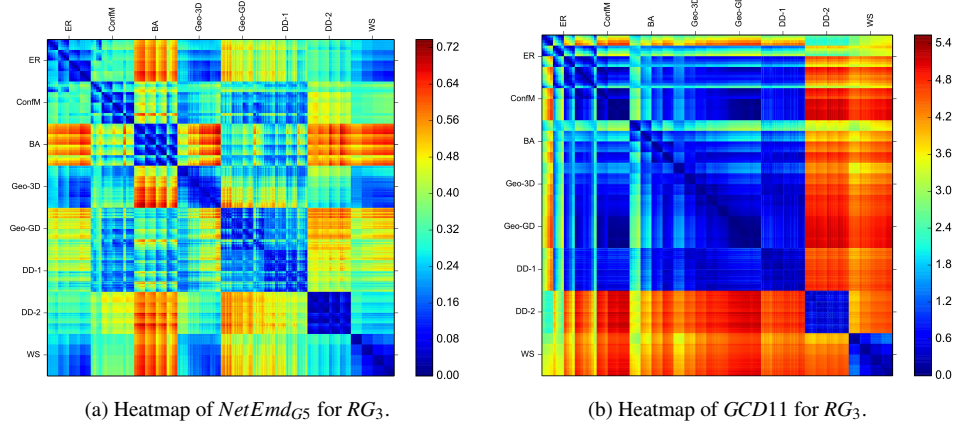 ER ConfM BA Geo-3D Geo-GD DD-1 DD-2 WS
ER
ConfM
BA
Geo-3D
Geo-GD
DD-1
DD-2
WS
0.72
0.64
0.56
0.48
0.40
0.32
0.24
0.16
0.08
0.00
(a) Heatmap of NetEmd_{G5} for RG_3.
ER ConfM BA Geo-3D Geo-GD DD-1 DD-2 WS
ER
ConfM
BA
Geo-3D
Geo-GD
DD-1
DD-2
WS
5.4
4.8
4.2
3.6
3.0
2.4
1.8
1.2
0.6
0.0
(b) Heatmap of GCD11 for RG_3.